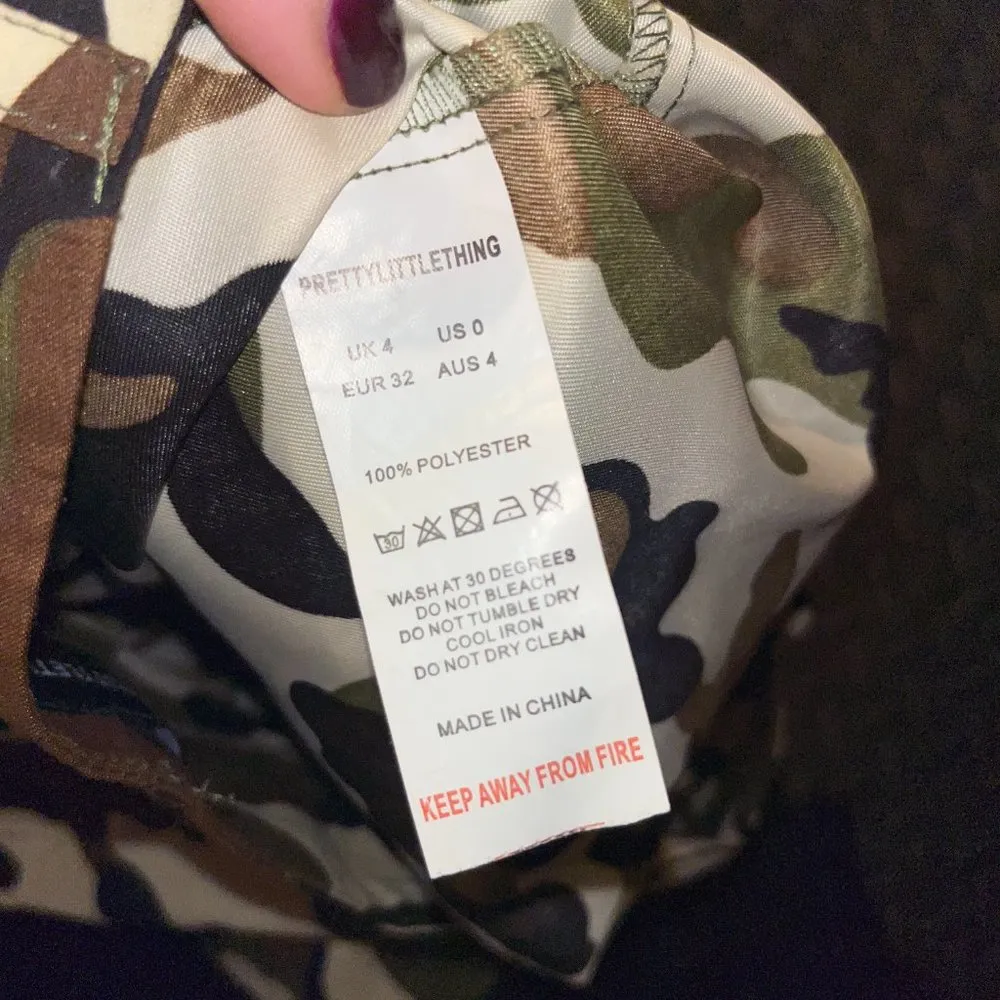 PRETTYLITTLETHING
UK 4 US 0
EUR 32 AUS 4
100% POLYESTER
30
WASH AT 30 DEGREES
DO NOT BLEACH
DO NOT TUMBLE DRY
COOL IRON
DO NOT DRY CLEAN
MADE IN CHINA
KEEP AWAY FROM FIRE